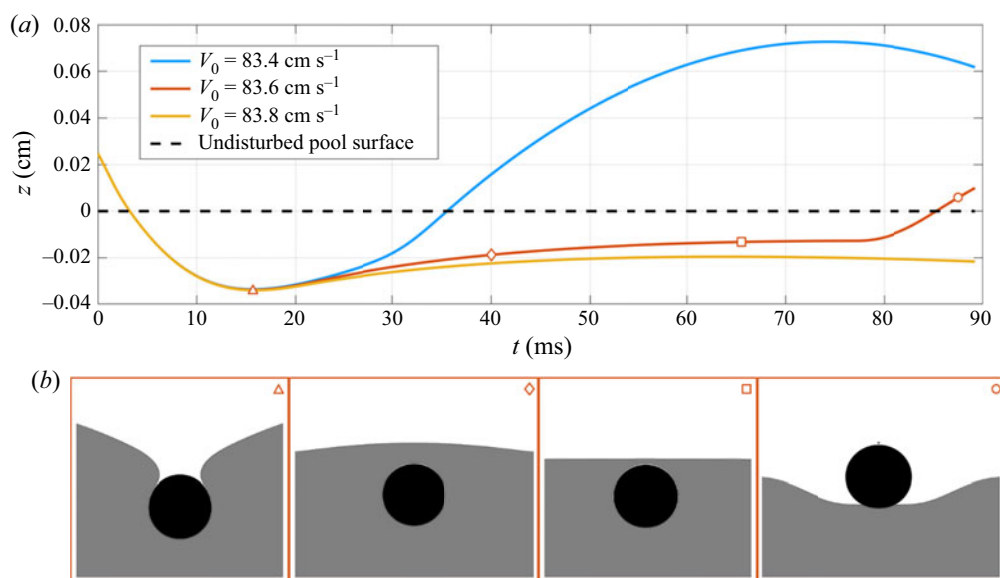 (a)
0.08
0.06
0.04
0.02
0
–0.02
–0.04
z (cm)
V0 = 83.4 cm s–1
V0 = 83.6 cm s–1
V0 = 83.8 cm s–1
Undisturbed pool surface
0 10 20 30 40 50 60 70 80 90
t (ms)
(b)